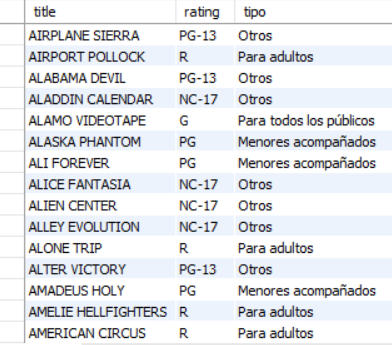 title rating tipo
AIRPLANE SIERRA PG-13 Otros
AIRPORT POLLOCK R Para adultos
ALABAMA DEVIL PG-13 Otros
ALADDIN CALENDAR NC-17 Otros
ALAMO VIDEOTAPE G Para todos los públicos
ALASKA PHANTOM PG Menores acompañados
ALI FOREVER PG Menores acompañados
ALICE FANTASIA NC-17 Otros
ALIEN CENTER NC-17 Otros
ALLEY EVOLUTION NC-17 Otros
ALONE TRIP R Para adultos
ALTER VICTORY PG-13 Otros
AMADEUS HOLY PG Menores acompañados
AMELIE HELLFIGHTERS R Para adultos
AMERICAN CIRCUS R Para adultos